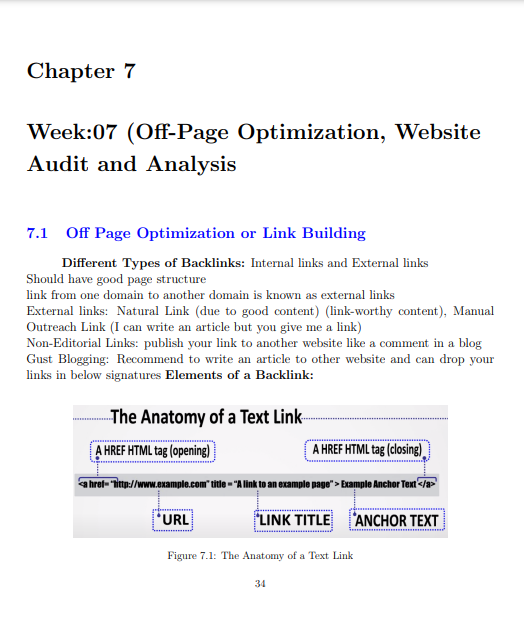 Chapter 7
Week:07 (Off-Page Optimization, Website
Audit and Analysis
7.1 Off Page Optimization or Link Building
Different Types of Backlinks: Internal links and External links
Should have good page structure
link from one domain to another domain is known as external links
External links: Natural Link (due to good content) (link-worthy content), Manual
Outreach Link (I can write an article but you give me a link)
Non-Editorial Links: publish your link to another website like a comment in a blog
Gust Blogging: Recommend to write an article to other website and can drop your
links in below signatures Elements of a Backlink:
The Anatomy of a Text Link
A HREF HTML tag (opening)
A HREF HTML tag (closing)
<a href= "http://www.example.com" title = "A link to an example page" > Example Anchor Text </a>
URL
LINK TITLE
ANCHOR TEXT
Figure 7.1: The Anatomy of a Text Link
34